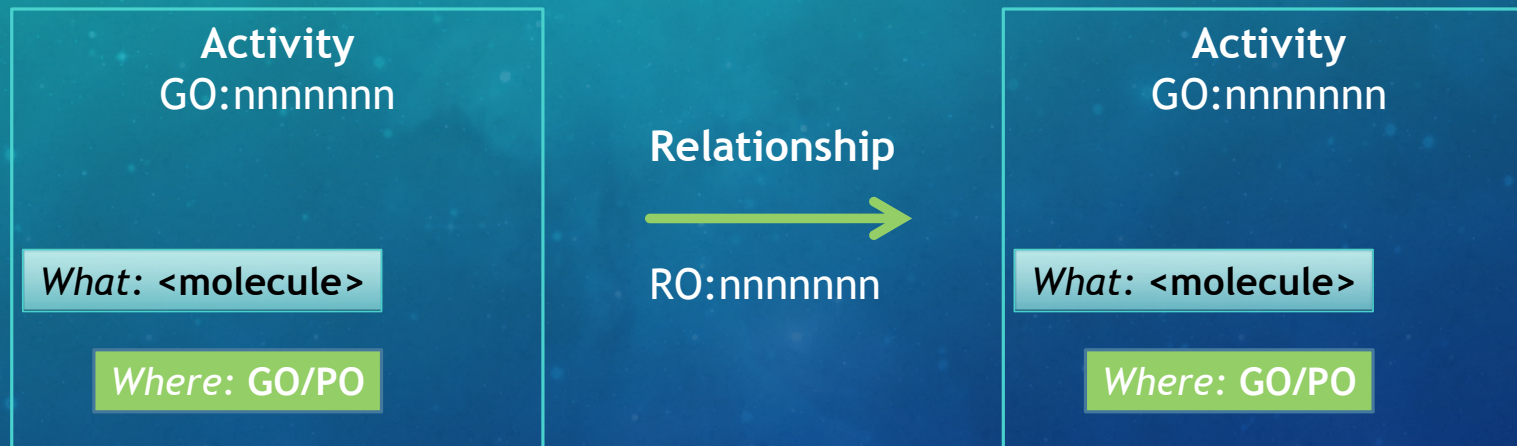 Activity
GO:nnnnnnn
What: <molecule>
Where: GO/PO
Relationship
RO:nnnnnnn
Activity
GO:nnnnnnn
What: <molecule>
Where: GO/PO